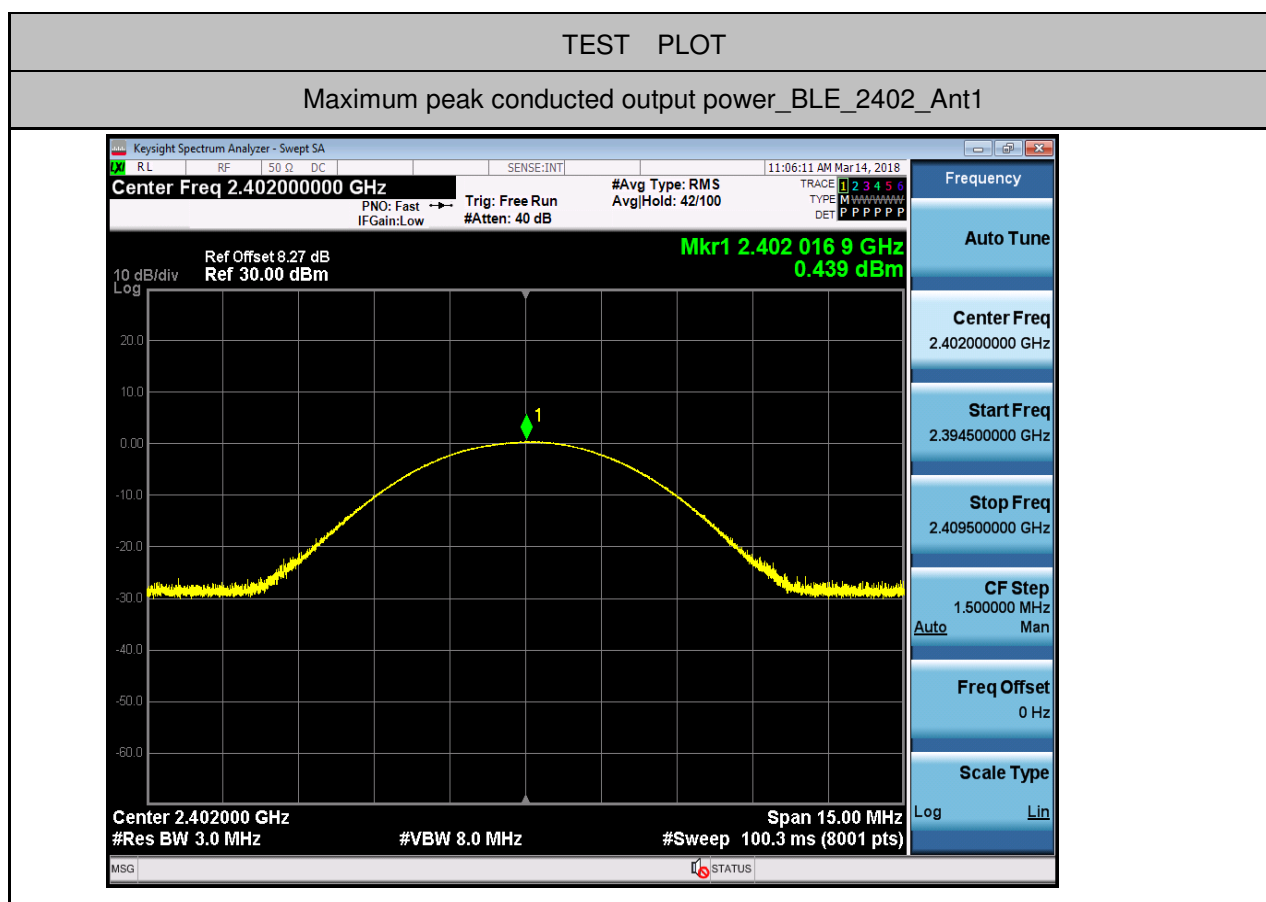 TEST PLOT
Maximum peak conducted output power_BLE_2402_Ant1
Keysight Spectrum Analyzer - Swept SA
LXI RL RF 50 Ω DC SENSE:INT 11:06:11 AM Mar 14, 2018
Center Freq 2.402000000 GHz
PNO: Fast
IFGain:Low
Trig: Free Run
#Atten: 40 dB
#Avg Type: RMS
Avg|Hold: 42/100
TRACE 1 2 3 4 5 6
TYPE M WWWWW
DET P P P P P P
Mkr1 2.402 016 9 GHz
0.439 dBm
Ref Offset 8.27 dB
10 dB/div Ref 30.00 dBm
Log
20.0
10.0
1
0.00
-10.0
-20.0
-30.0
-40.0
-50.0
-60.0
Center 2.402000 GHz Span 15.00 MHz
#Res BW 3.0 MHz #VBW 8.0 MHz #Sweep 100.3 ms (8001 pts)
MSG STATUS
Frequency
Auto Tune
Center Freq
2.402000000 GHz
Start Freq
2.394500000 GHz
Stop Freq
2.409500000 GHz
CF Step
1.500000 MHz
Auto Man
Freq Offset
0 Hz
Scale Type
Log Lin